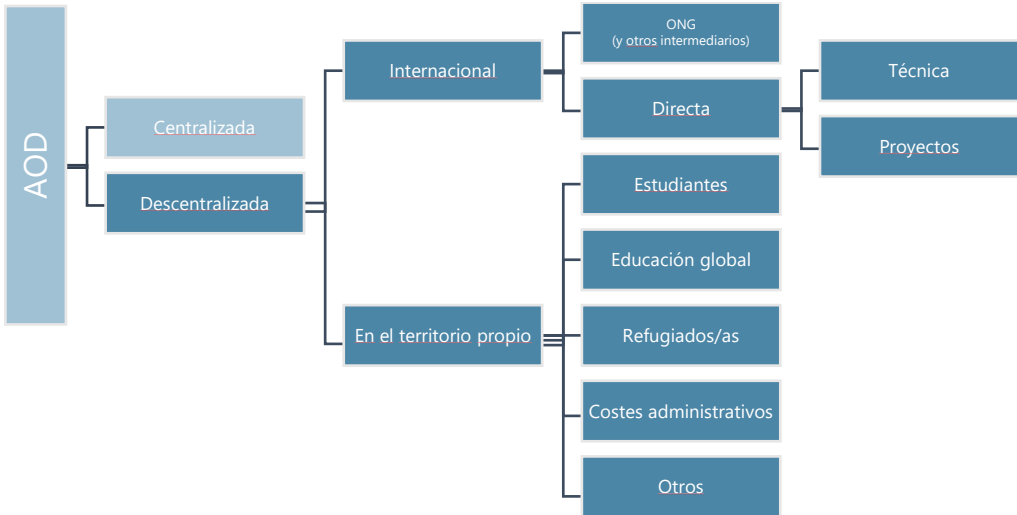 AOD
Centralizada
Descentralizada
Internacional
En el territorio propio
ONG
(y otros intermediarios)
Directa
Estudiantes
Educación global
Refugiados/as
Costes administrativos
Otros
Técnica
Proyectos